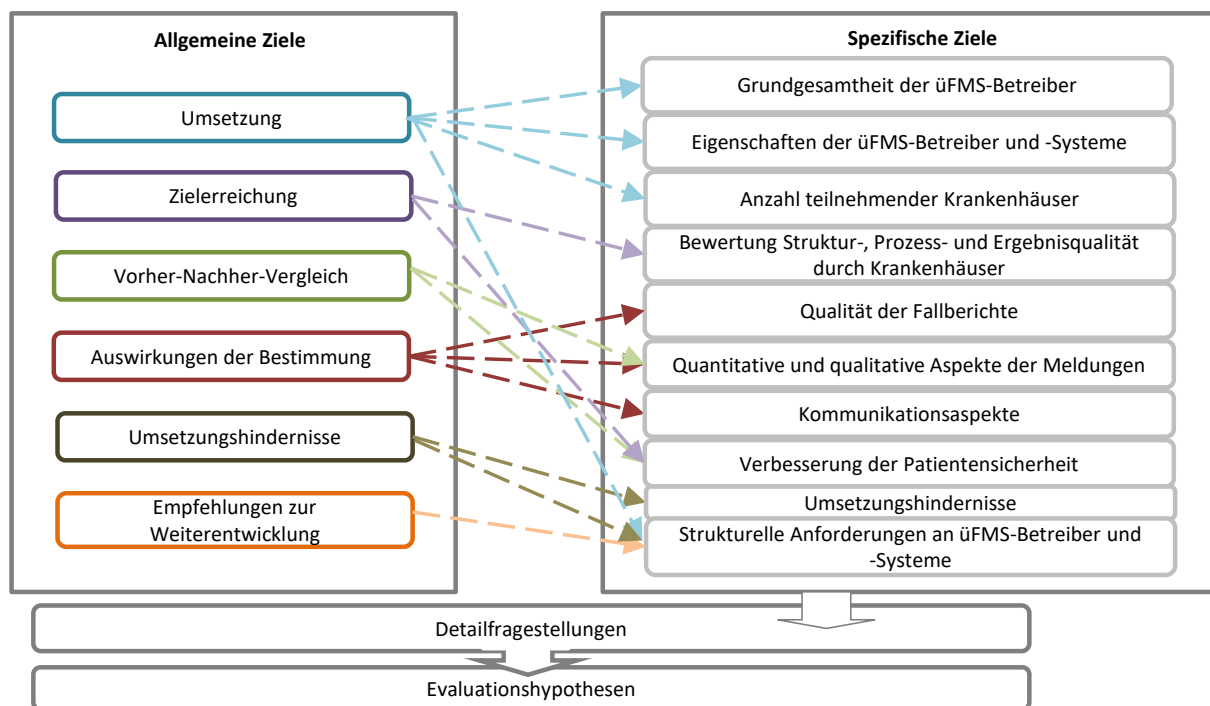 Allgemeine Ziele
Umsetzung
Zielerreichung
Vorher-Nachher-Vergleich
Auswirkungen der Bestimmung
Umsetzungshindernisse
Empfehlungen zur
Weiterentwicklung
Spezifische Ziele
Grundgesamtheit der üFMS-Betreiber
Eigenschaften der üFMS-Betreiber und -Systeme
Anzahl teilnehmender Krankenhäuser
Bewertung Struktur-, Prozess- und Ergebnisqualität
durch Krankenhäuser
Qualität der Fallberichte
Quantitative und qualitative Aspekte der Meldungen
Kommunikationsaspekte
Verbesserung der Patientensicherheit
Umsetzungshindernisse
Strukturelle Anforderungen an üFMS-Betreiber und
-Systeme
Detailfragestellungen
Evaluationshypothesen